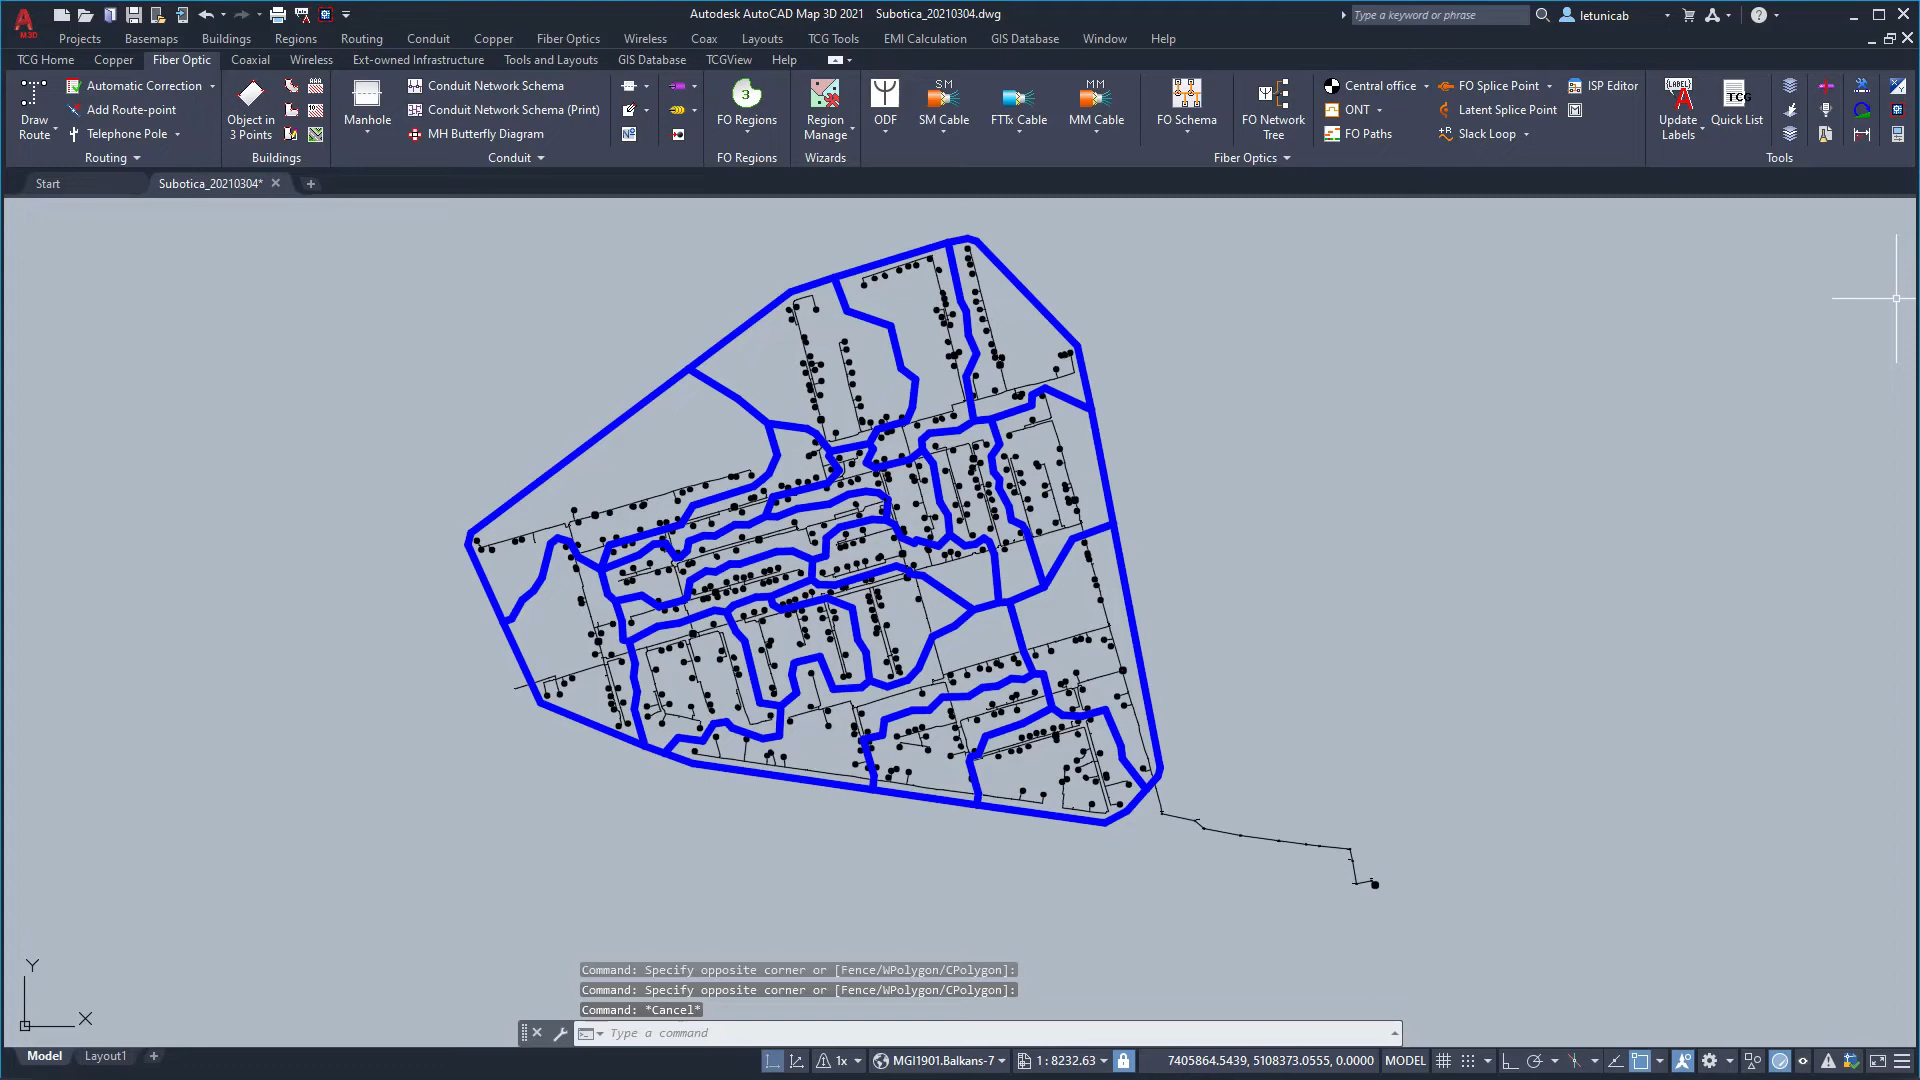 Autodesk AutoCAD Map 3D 2021 Subotica_20210304.dwg
Type a keyword or phrase
letunicab
M3D
Projects Basemaps Buildings Regions Routing Conduit Copper Fiber Optics Wireless Coax Layouts TCG Tools EMI Calculation GIS Database Window Help
TCG Home Copper Fiber Optic Coaxial Wireless Ext-owned Infrastructure Tools and Layouts GIS Database TCGView Help
Draw Route
Automatic Correction
Add Route-point
Telephone Pole
Routing
Object in 3 Points
Buildings
Manhole
Conduit Network Schema
Conduit Network Schema (Print)
MH Butterfly Diagram
Conduit
3
FO Regions
FO Regions
Region Manage
Wizards
ODF
SM
SM Cable
FTTx Cable
MM
MM Cable
FO Schema
FO Network Tree
Central office
ONT
FO Paths
FO Splice Point
Latent Splice Point
Slack Loop
ISP Editor
Fiber Optics
LABEL
Update Labels
TCG
Quick List
Tools
Start
Subotica_20210304*
Y
X
Command: Specify opposite corner or [Fence/WPolygon/CPolygon]:
Command: Specify opposite corner or [Fence/WPolygon/CPolygon]:
Command: *Cancel*
Type a command
Model Layout1
1x MGI1901.Balkans-7 1 : 8232.63 7405864.5439, 5108373.0555, 0.0000 MODEL